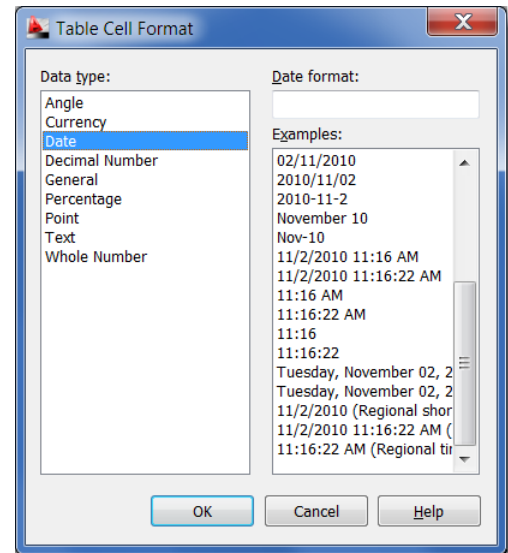 Table Cell Format
Data type:
Angle
Currency
Date
Decimal Number
General
Percentage
Point
Text
Whole Number
Date format:
Examples:
02/11/2010
2010/11/02
2010-11-2
November 10
Nov-10
11/2/2010 11:16 AM
11/2/2010 11:16:22 AM
11:16 AM
11:16:22 AM
11:16
11:16:22
Tuesday, November 02, 2
Tuesday, November 02, 2
11/2/2010 (Regional shor
11/2/2010 11:16:22 AM (
11:16:22 AM (Regional tir
OK
Cancel
Help